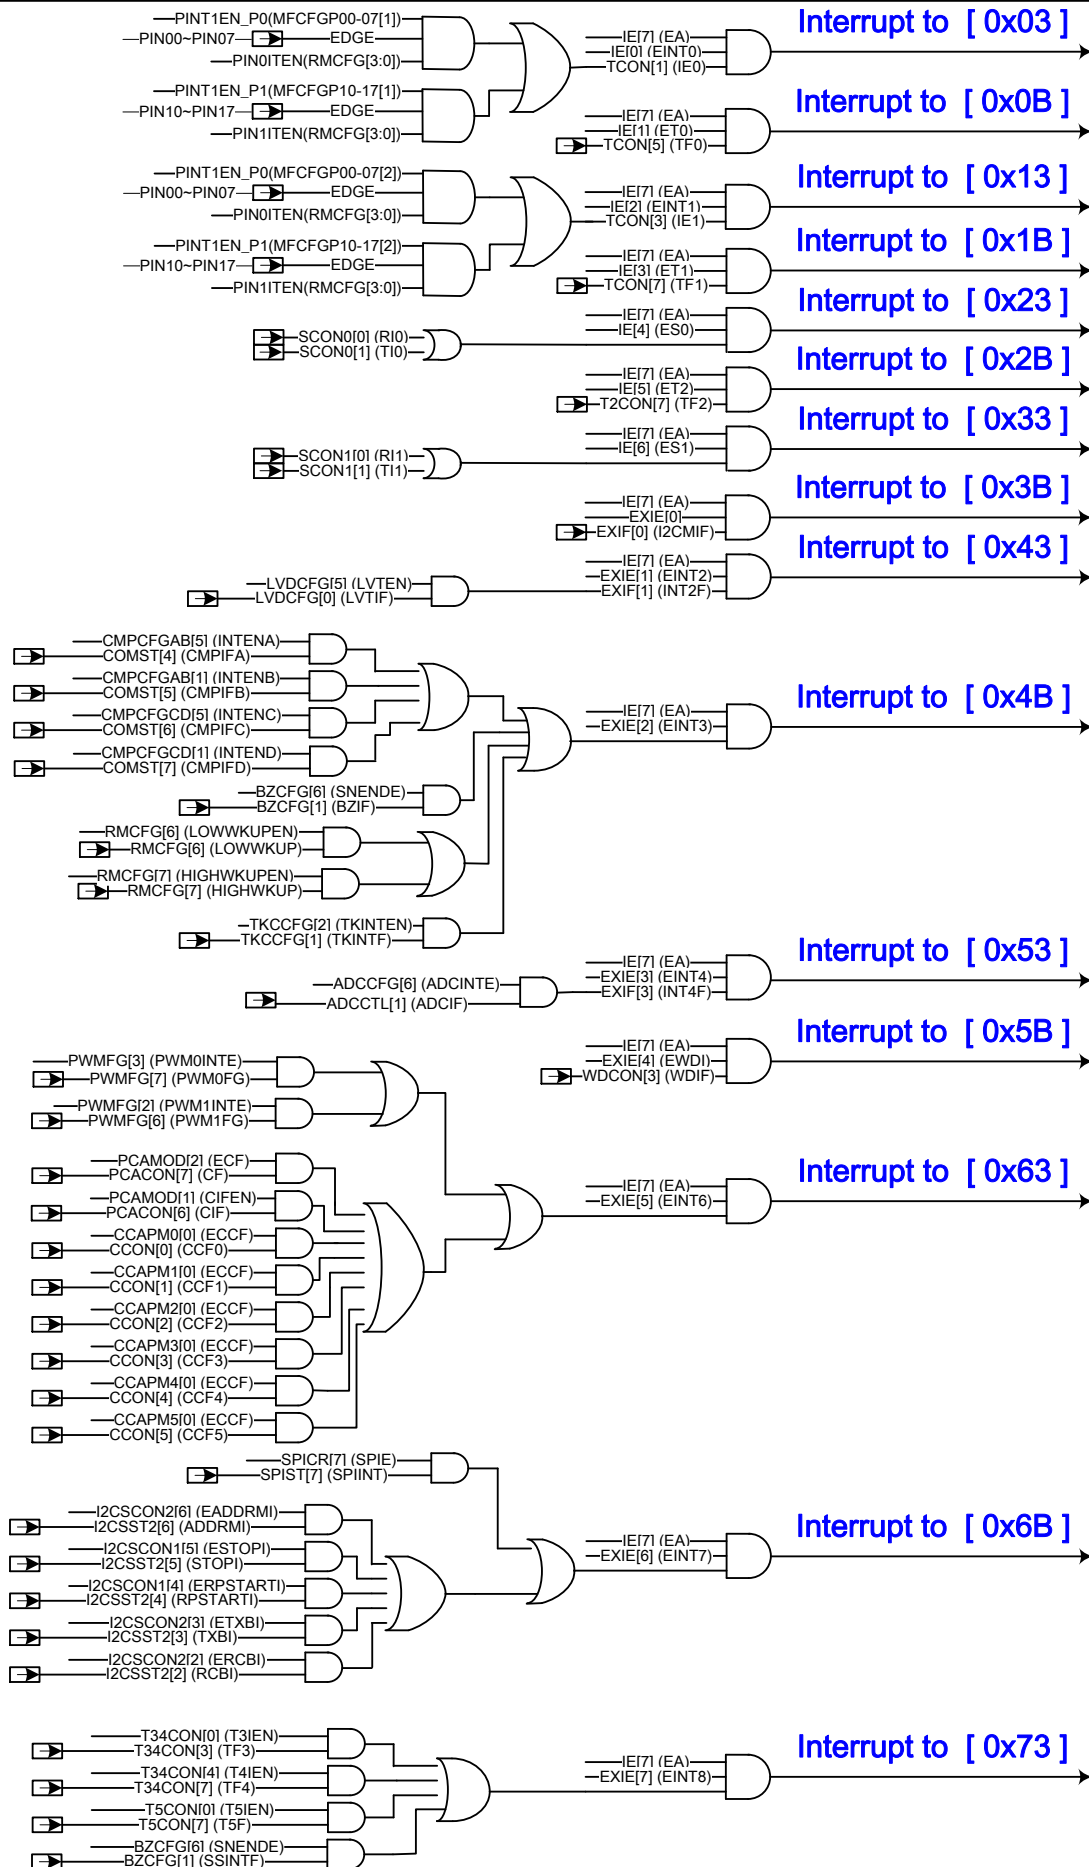 PINT1EN_P0(MFCFGP00-07[1])
PIN00~PIN07
EDGE
PIN0ITEN(RMCFG[3:0])
PINT1EN_P1(MFCFGP10-17[1])
PIN10~PIN17
EDGE
PIN1ITEN(RMCFG[3:0])
IE[7] (EA)
IE[0] (EINT0)
TCON[1] (IE0)
Interrupt to [ 0x03 ]
IE[7] (EA)
IE[1] (ET0)
TCON[5] (TF0)
Interrupt to [ 0x0B ]
PINT1EN_P0(MFCFGP00-07[2])
PIN00~PIN07
EDGE
PIN0ITEN(RMCFG[3:0])
PINT1EN_P1(MFCFGP10-17[2])
PIN10~PIN17
EDGE
PIN1ITEN(RMCFG[3:0])
IE[7] (EA)
IE[2] (EINT1)
TCON[3] (IE1)
Interrupt to [ 0x13 ]
IE[7] (EA)
IE[3] (ET1)
TCON[7] (TF1)
Interrupt to [ 0x1B ]
SCON0[0] (RI0)
SCON0[1] (TI0)
IE[7] (EA)
IE[4] (ES0)
Interrupt to [ 0x23 ]
IE[7] (EA)
IE[5] (ET2)
T2CON[7] (TF2)
Interrupt to [ 0x2B ]
SCON1[0] (RI1)
SCON1[1] (TI1)
IE[7] (EA)
IE[6] (ES1)
Interrupt to [ 0x33 ]
IE[7] (EA)
EXIE[0]
EXIF[0] (I2CMIF)
Interrupt to [ 0x3B ]
LVDCFG[5] (LVTEN)
LVDCFG[0] (LVTIF)
IE[7] (EA)
EXIE[1] (EINT2)
EXIF[1] (INT2F)
Interrupt to [ 0x43 ]
CMPCFGAB[5] (INTENA)
COMST[4] (CMPIFA)
CMPCFGAB[1] (INTENB)
COMST[5] (CMPIFB)
CMPCFGCD[5] (INTENC)
COMST[6] (CMPIFC)
CMPCFGCD[1] (INTEND)
COMST[7] (CMPIFD)
BZCFG[6] (SNENDE)
BZCFG[1] (BZIF)
RMCFG[6] (LOWWKUPEN)
RMCFG[6] (LOWWKUP)
RMCFG[7] (HIGHWKUPEN)
RMCFG[7] (HIGHWKUP)
TKCCFG[2] (TKINTEN)
TKCCFG[1] (TKINTF)
IE[7] (EA)
EXIE[2] (EINT3)
Interrupt to [ 0x4B ]
ADCCFG[6] (ADCINTE)
ADCCTL[1] (ADCIF)
IE[7] (EA)
EXIE[3] (EINT4)
EXIF[3] (INT4F)
Interrupt to [ 0x53 ]
IE[7] (EA)
EXIE[4] (EWDI)
WDCON[3] (WDIF)
Interrupt to [ 0x5B ]
PWMFG[3] (PWM0INTE)
PWMFG[7] (PWM0FG)
PWMFG[2] (PWM1INTE)
PWMFG[6] (PWM1FG)
PCAMOD[2] (ECF)
PCACON[7] (CF)
PCAMOD[1] (CIFEN)
PCACON[6] (CIF)
CCAPM0[0] (ECCF)
CCON[0] (CCF0)
CCAPM1[0] (ECCF)
CCON[1] (CCF1)
CCAPM2[0] (ECCF)
CCON[2] (CCF2)
CCAPM3[0] (ECCF)
CCON[3] (CCF3)
CCAPM4[0] (ECCF)
CCON[4] (CCF4)
CCAPM5[0] (ECCF)
CCON[5] (CCF5)
IE[7] (EA)
EXIE[5] (EINT6)
Interrupt to [ 0x63 ]
SPICR[7] (SPIE)
SPIST[7] (SPIINT)
I2CSCON2[6] (EADDRMI)
I2CSST2[6] (ADDRMI)
I2CSCON1[5] (ESTOPI)
I2CSST2[5] (STOPI)
I2CSCON1[4] (ERPSTARTI)
I2CSST2[4] (RPSTARTI)
I2CSCON2[3] (ETXBI)
I2CSST2[3] (TXBI)
I2CSCON2[2] (ERCBI)
I2CSST2[2] (RCBI)
IE[7] (EA)
EXIE[6] (EINT7)
Interrupt to [ 0x6B ]
T34CON[0] (T3IEN)
T34CON[3] (TF3)
T34CON[4] (T4IEN)
T34CON[7] (TF4)
T5CON[0] (T5IEN)
T5CON[7] (T5F)
BZCFG[6] (SNENDE)
BZCFG[1] (SSINTF)
IE[7] (EA)
EXIE[7] (EINT8)
Interrupt to [ 0x73 ]